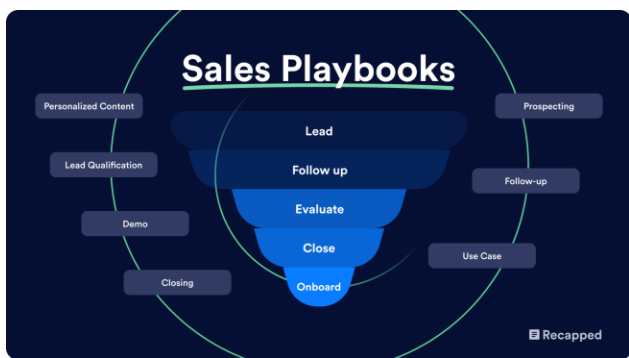 Sales Playbooks
Personalized Content
Lead Qualification
Demo
Closing
Lead
Follow up
Evaluate
Close
Onboard
Prospecting
Follow-up
Use Case
Recapped